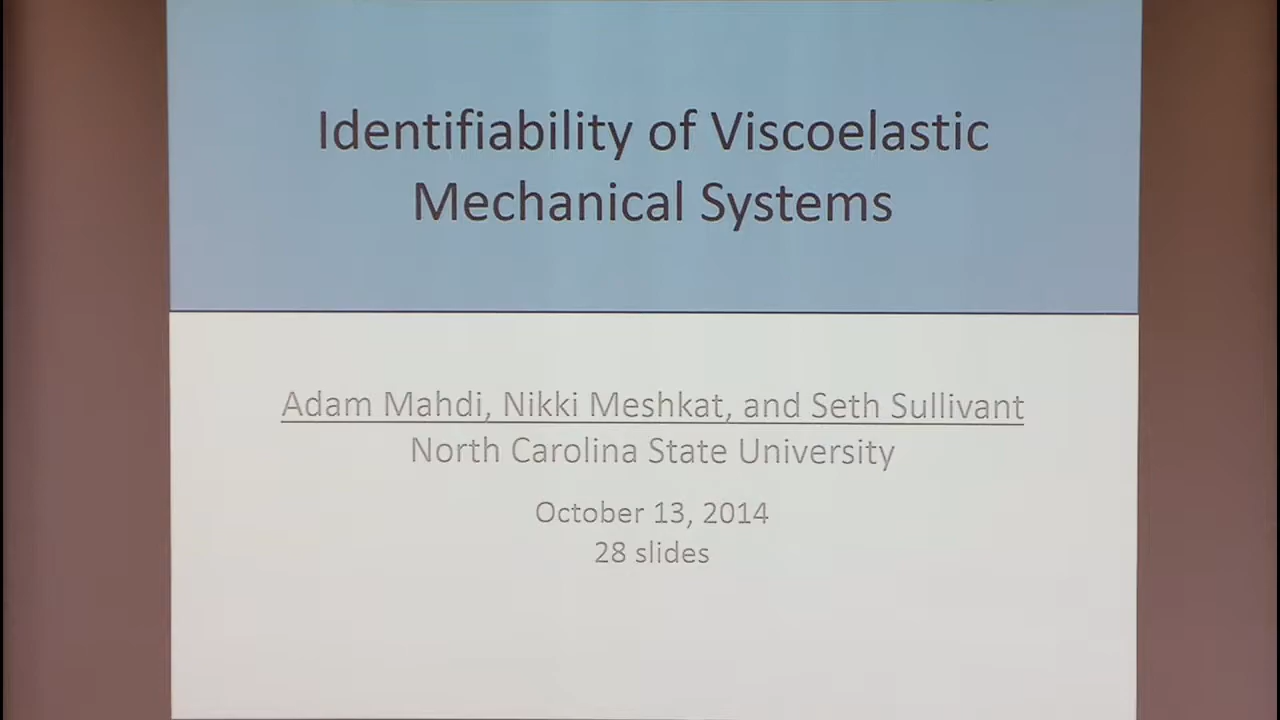 Identifiability of Viscoelastic
Mechanical Systems
Adam Mahdi, Nikki Meshkat, and Seth Sullivant
North Carolina State University
October 13, 2014
28 slides